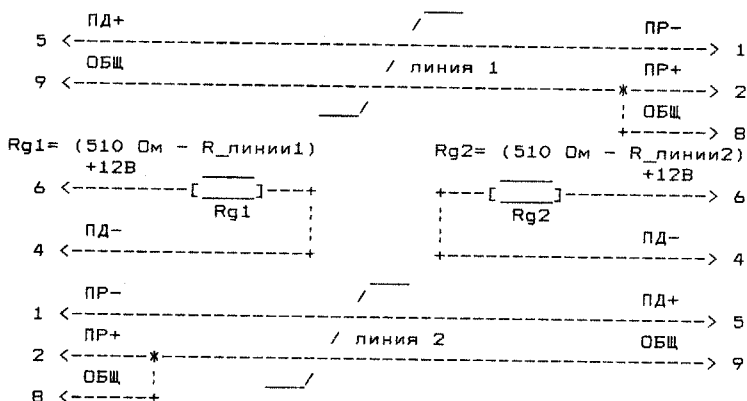 ПД+ ПР-
5 <----------------------------------------> 1
ОБЩ / линия 1 ПР+
9 <--------------------------------*-------> 2
ОБЩ
+-------> 8
Rg1= (510 Ом - R_линии1) Rg2= (510 Ом - R_линии2)
+12В +12В
6 <----------[ ]---+ +---[ ]----------> 6
Rg1 Rg2
ПД- ПД-
4 <--------------------+ +--------------------> 4
ПР- ПД+
1 <----------------------------------------> 5
ПР+ / линия 2 ОБЩ
2 <-------*--------------------------------> 9
ОБЩ
8 <-------+